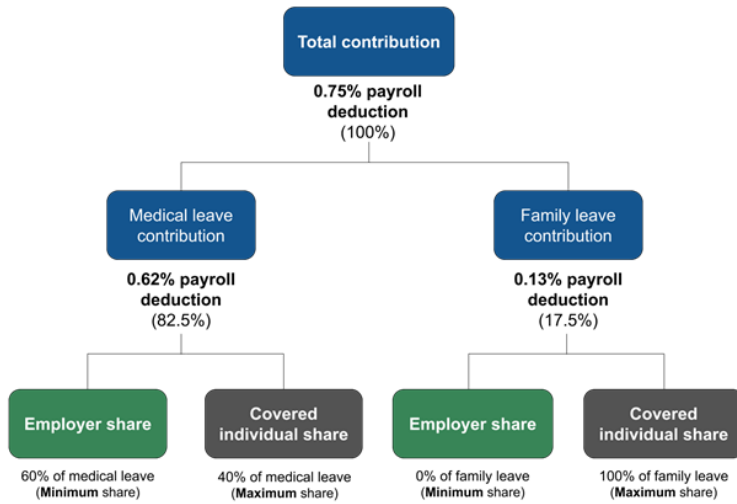 Total contribution
0.75% payroll
deduction
(100%)
Medical leave
contribution
Family leave
contribution
0.62% payroll
deduction
(82.5%)
0.13% payroll
deduction
(17.5%)
Employer share
Covered
individual share
Employer share
Covered
individual share
60% of medical leave
(Minimum share)
40% of medical leave
(Maximum share)
0% of family leave
(Minimum share)
100% of family leave
(Maximum share)